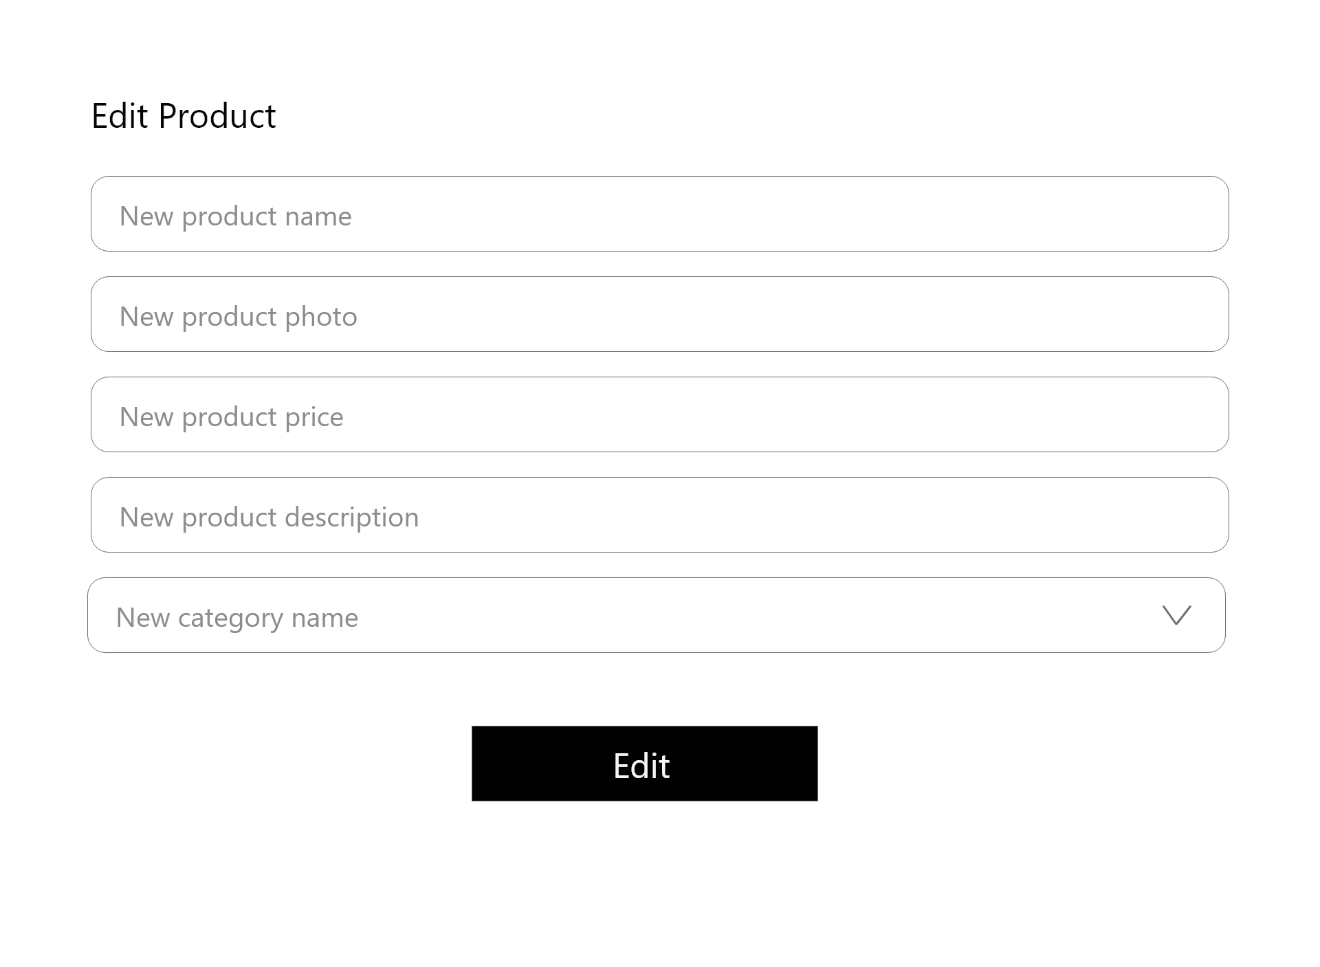 Edit Product
New product name
New product photo
New product price
New product description
New category name
Edit